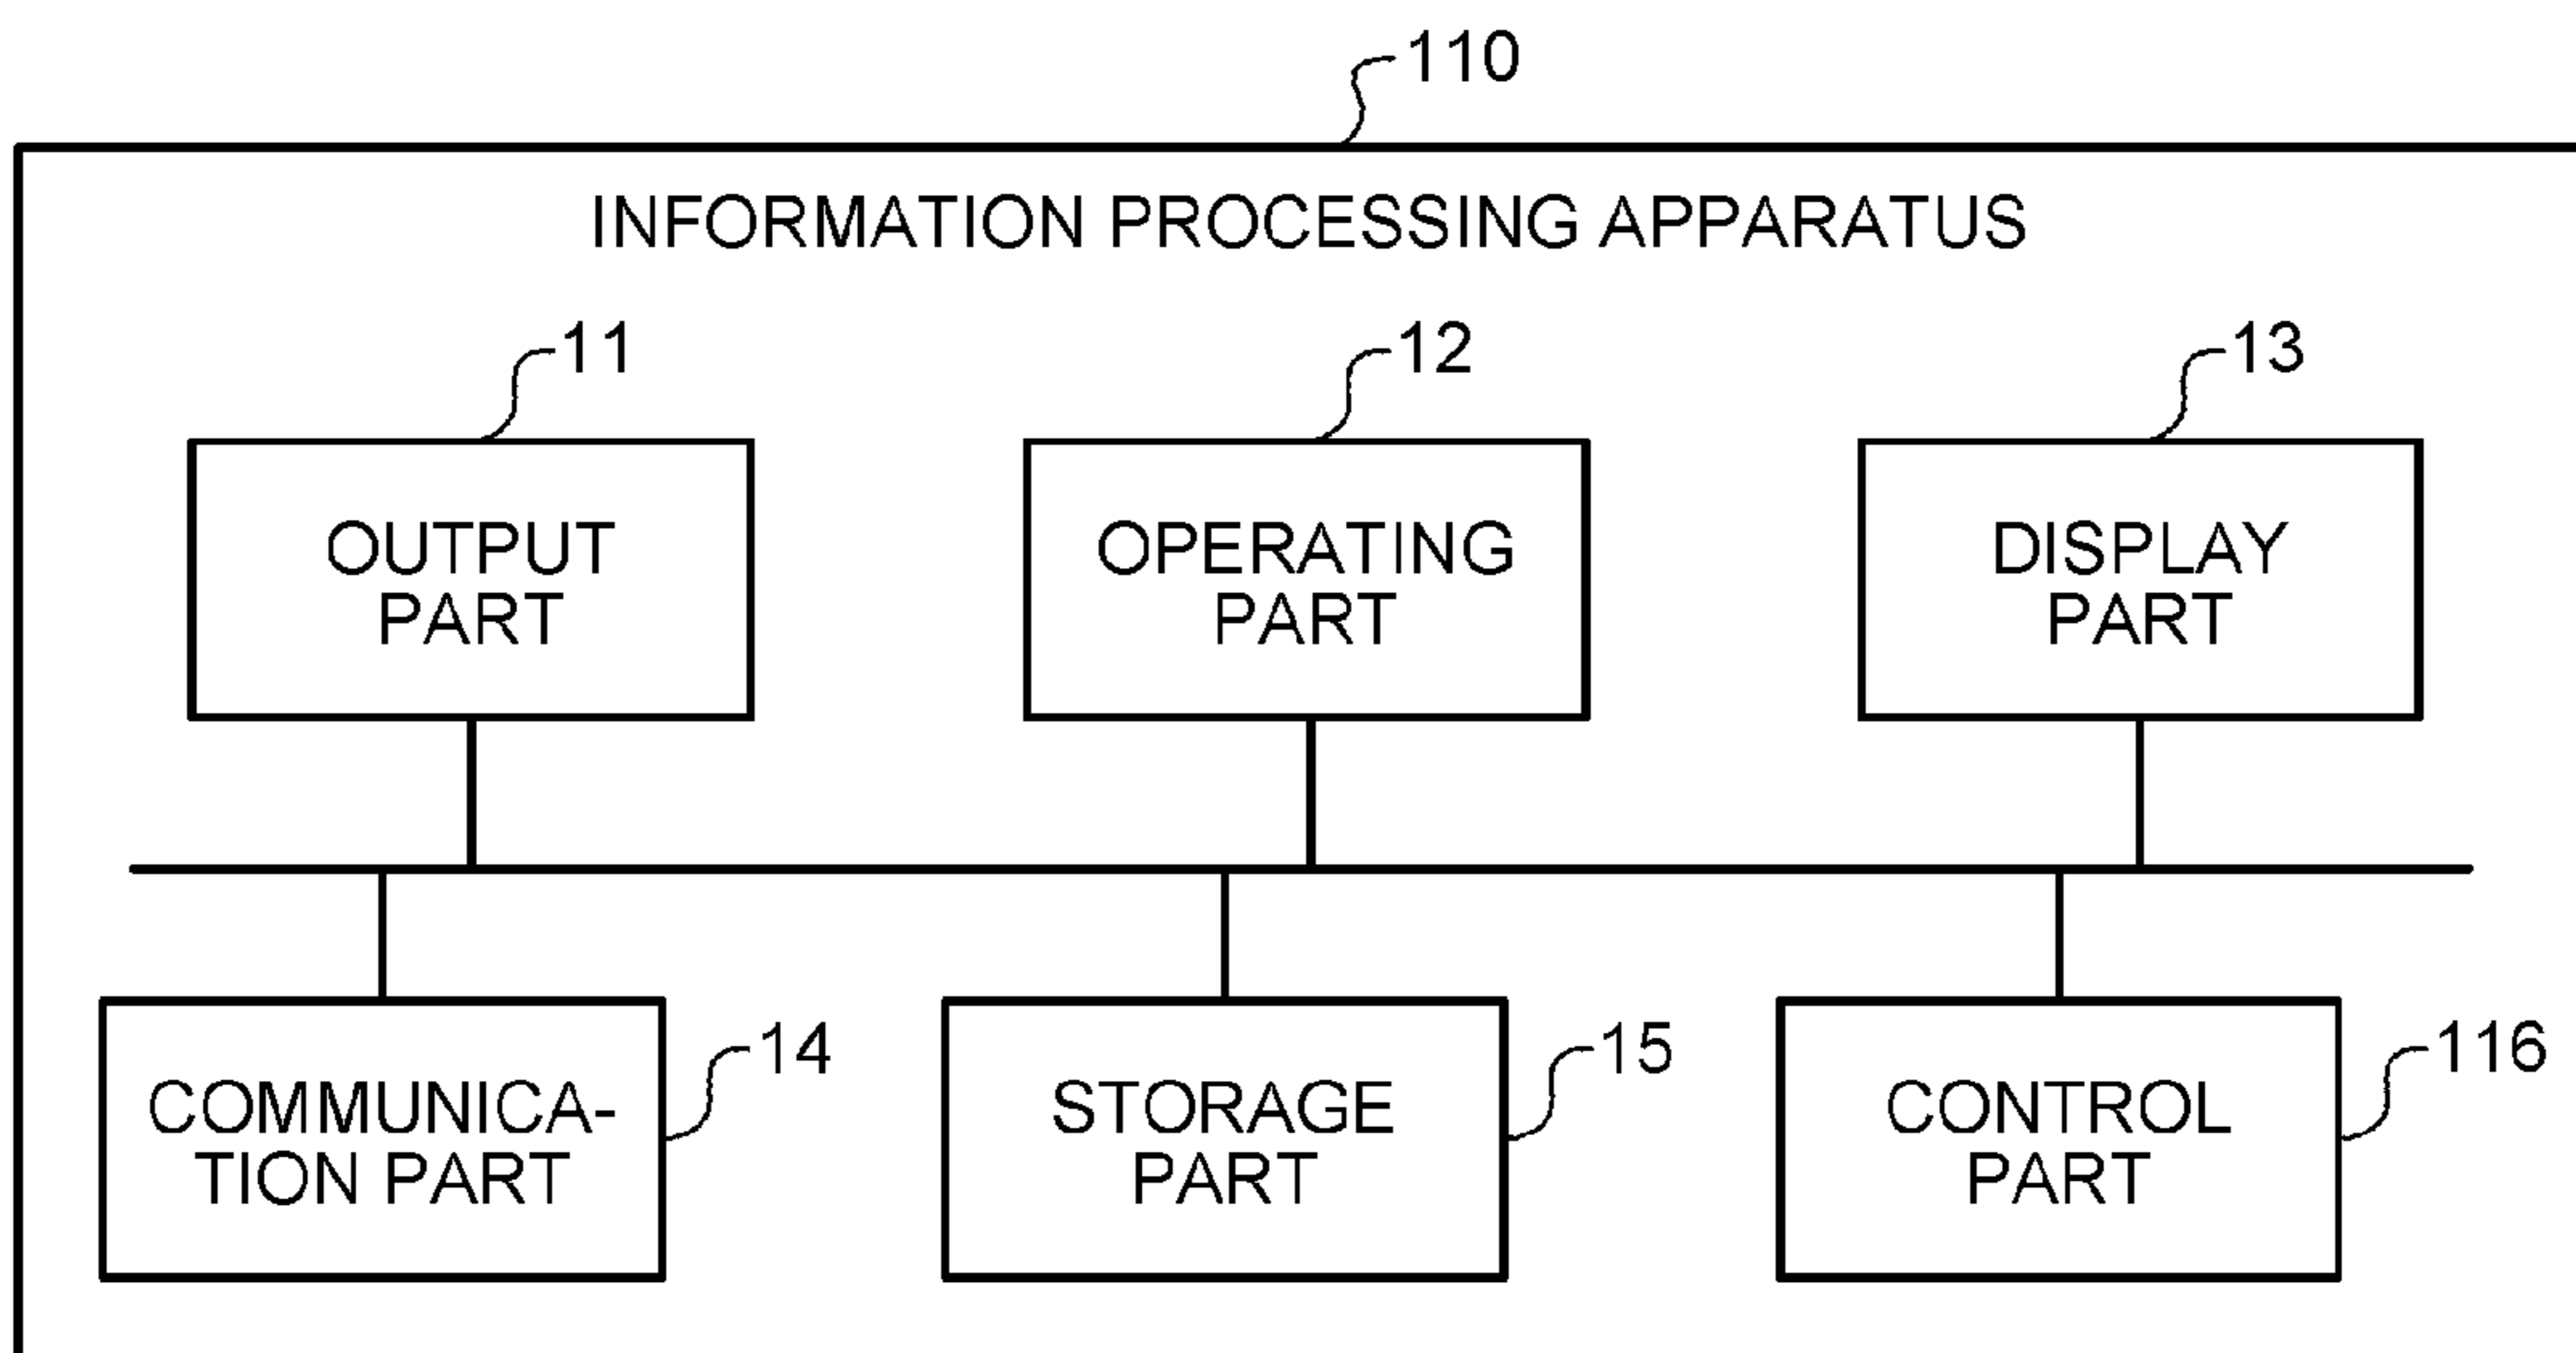 110
INFORMATION PROCESSING APPARATUS
11
12
13
OUTPUT
PART
OPERATING
PART
DISPLAY
PART
14
15
116
COMMUNICA-
TION PART
STORAGE
PART
CONTROL
PART